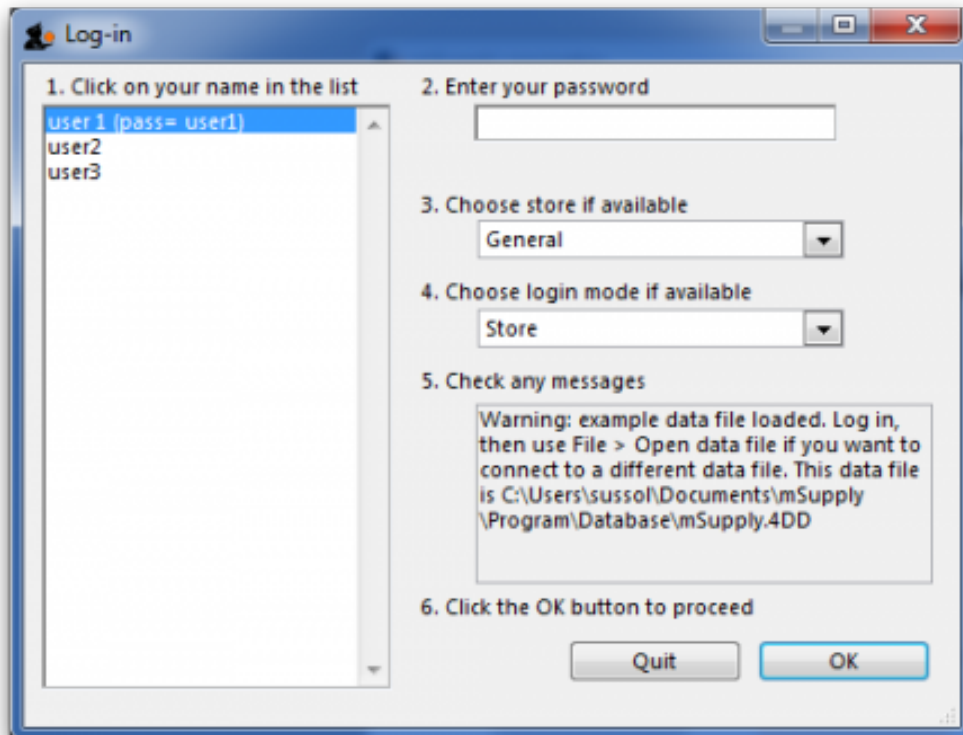 Log-in
1. Click on your name in the list
user 1 (pass= user1)
user2
user3
2. Enter your password
3. Choose store if available
General
4. Choose login mode if available
Store
5. Check any messages
Warning: example data file loaded. Log in,
then use File > Open data file if you want to
connect to a different data file. This data file
is C:\Users\sussol\Documents\mSupply
\Program\Database\mSupply.4DD
6. Click the OK button to proceed
Quit
OK